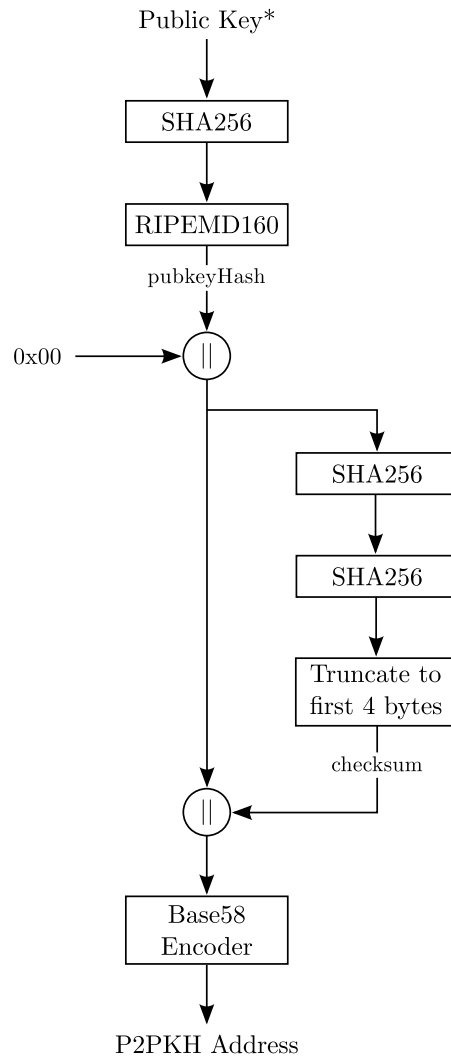 Public Key*
SHA256
RIPEMD160
pubkeyHash
0x00
||
SHA256
SHA256
Truncate to
first 4 bytes
checksum
||
Base58
Encoder
P2PKH Address